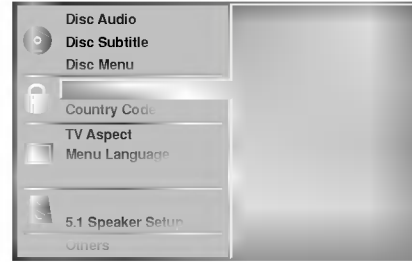 Disc Audio
Disc Subtitle
Disc Menu
Country Code
TV Aspect
Menu Language
5.1 Speaker Setup
Others